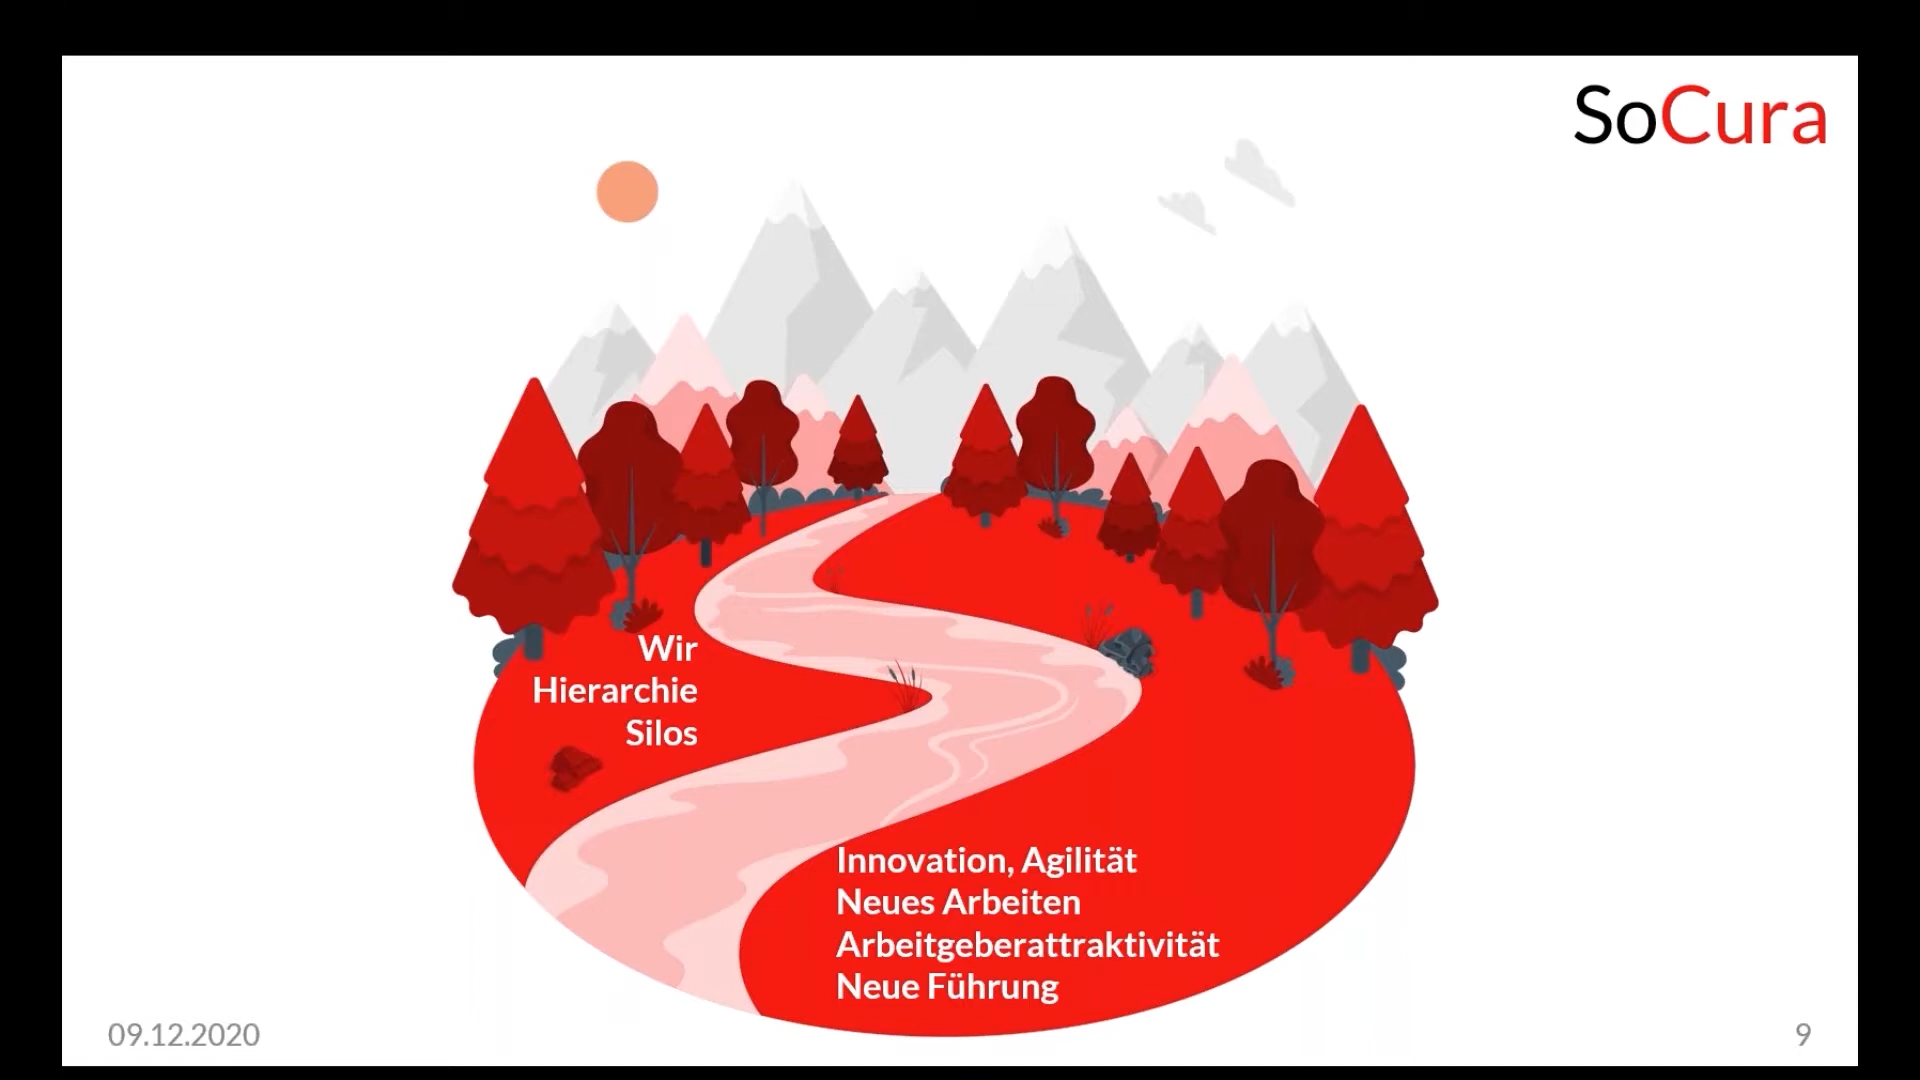 SoCura
Wir
Hierarchie
Silos
Innovation, Agilität
Neues Arbeiten
Arbeitgeberattraktivität
Neue Führung
09.12.2020
9